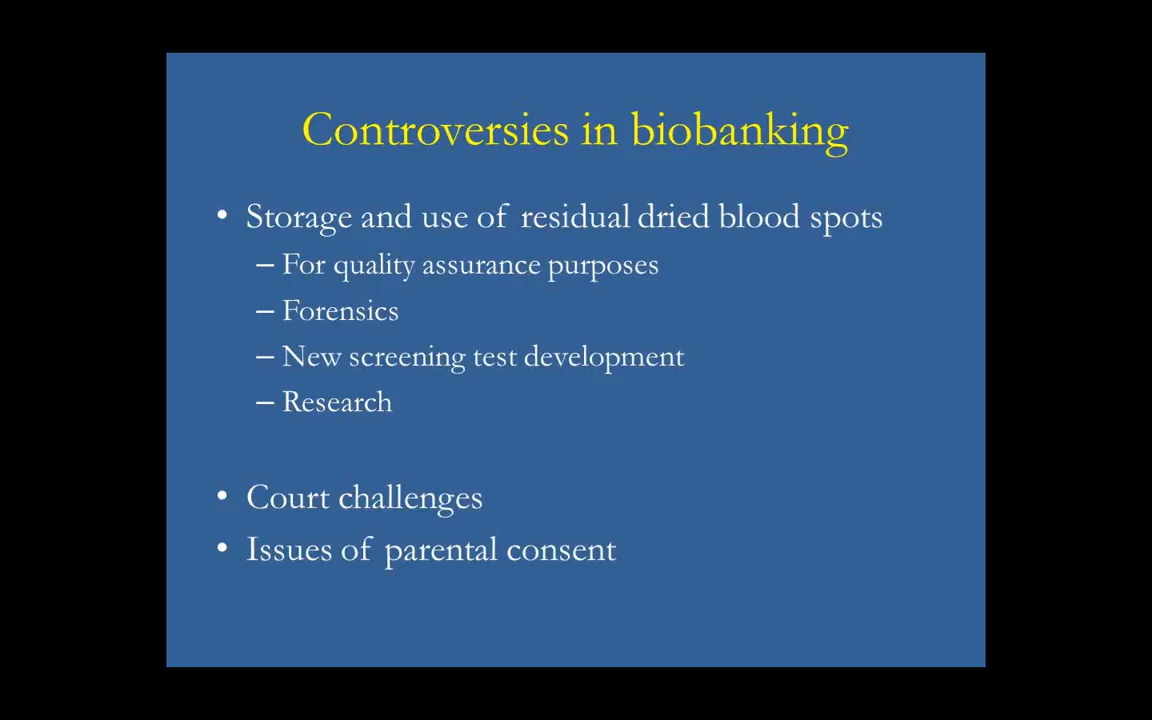 Controversies in biobanking
• Storage and use of residual dried blood spots
– For quality assurance purposes
– Forensics
– New screening test development
– Research
• Court challenges
• Issues of parental consent